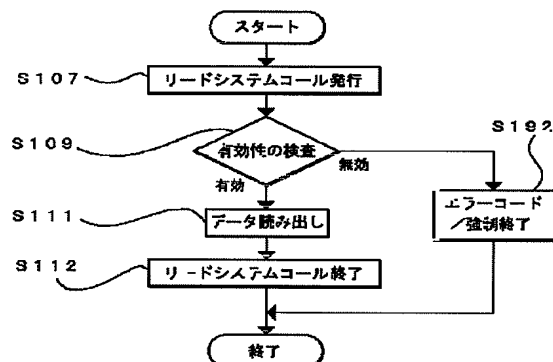 スタート
S107
リードシステムコール発行
S109
有効性の検査
S192
無効
有効
エラーコード
／強制終了
S111
データ読み出し
S112
リードシステムコール終了
終了